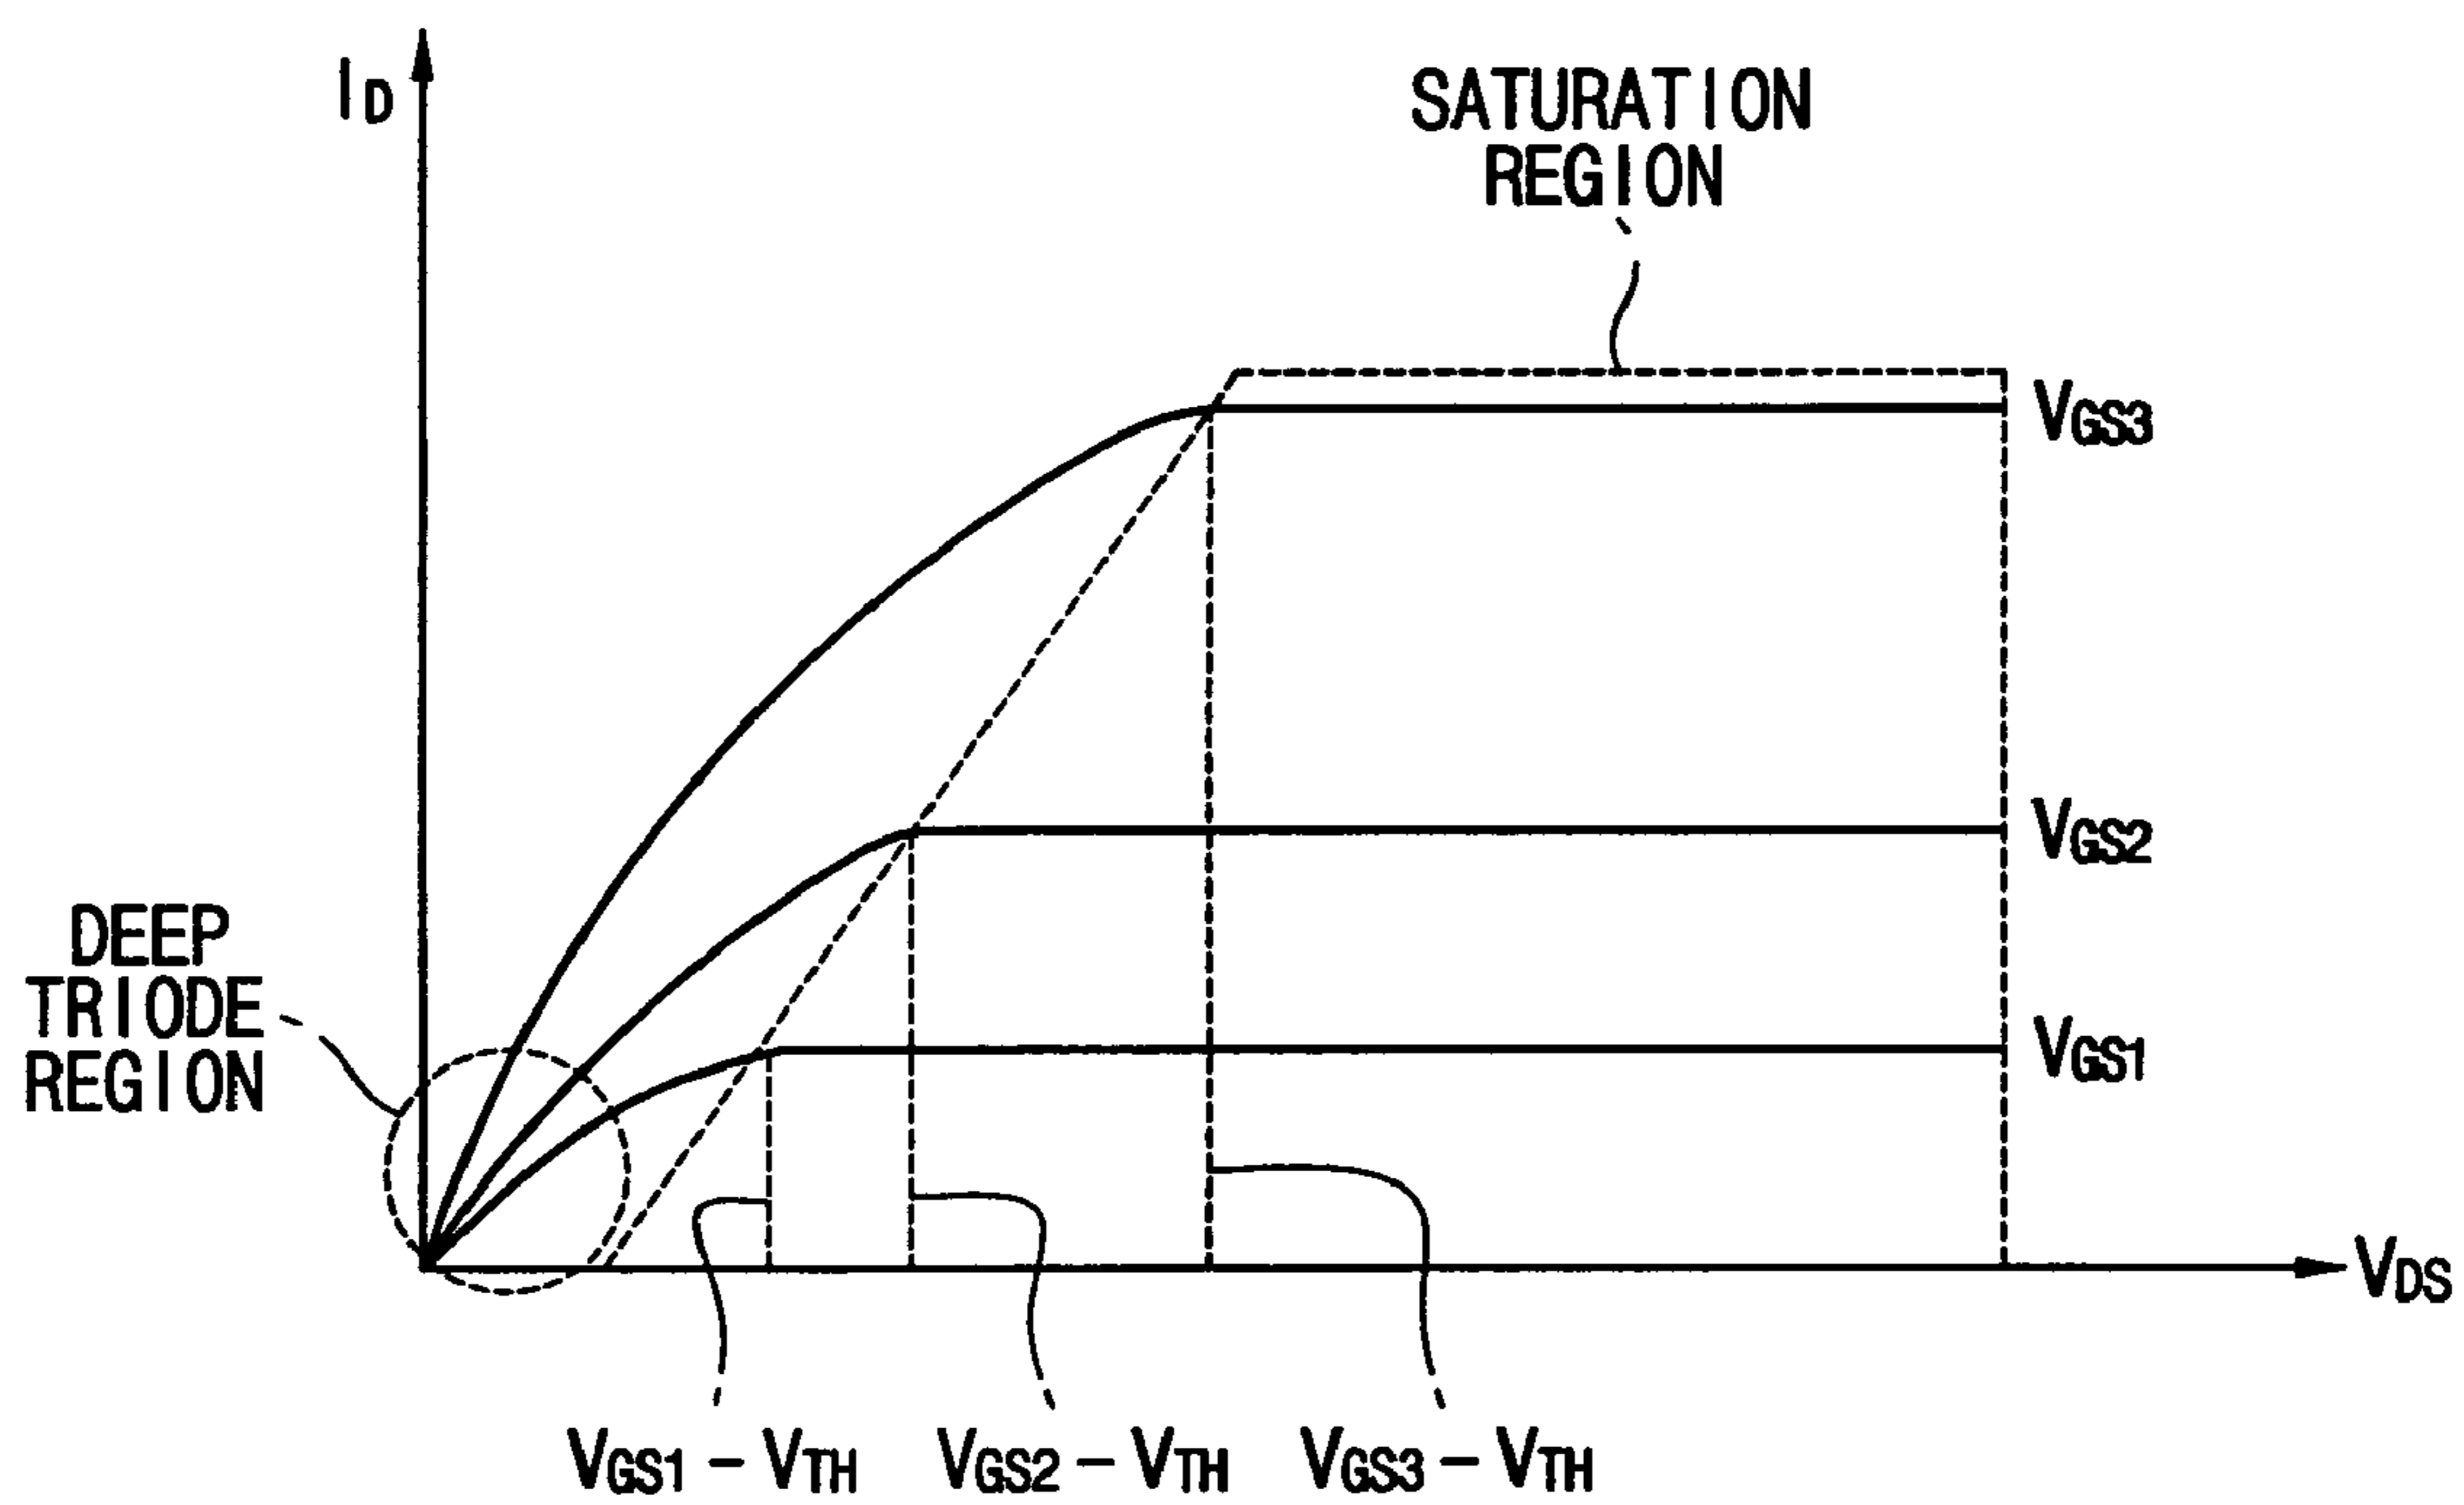 ID
SATURATION
REGION
VGS3
VGS2
DEEP
TRIODE
REGION
VGS1
VDS
VGS1 – VTH
VGS2 – VTH
VGS3 – VTH